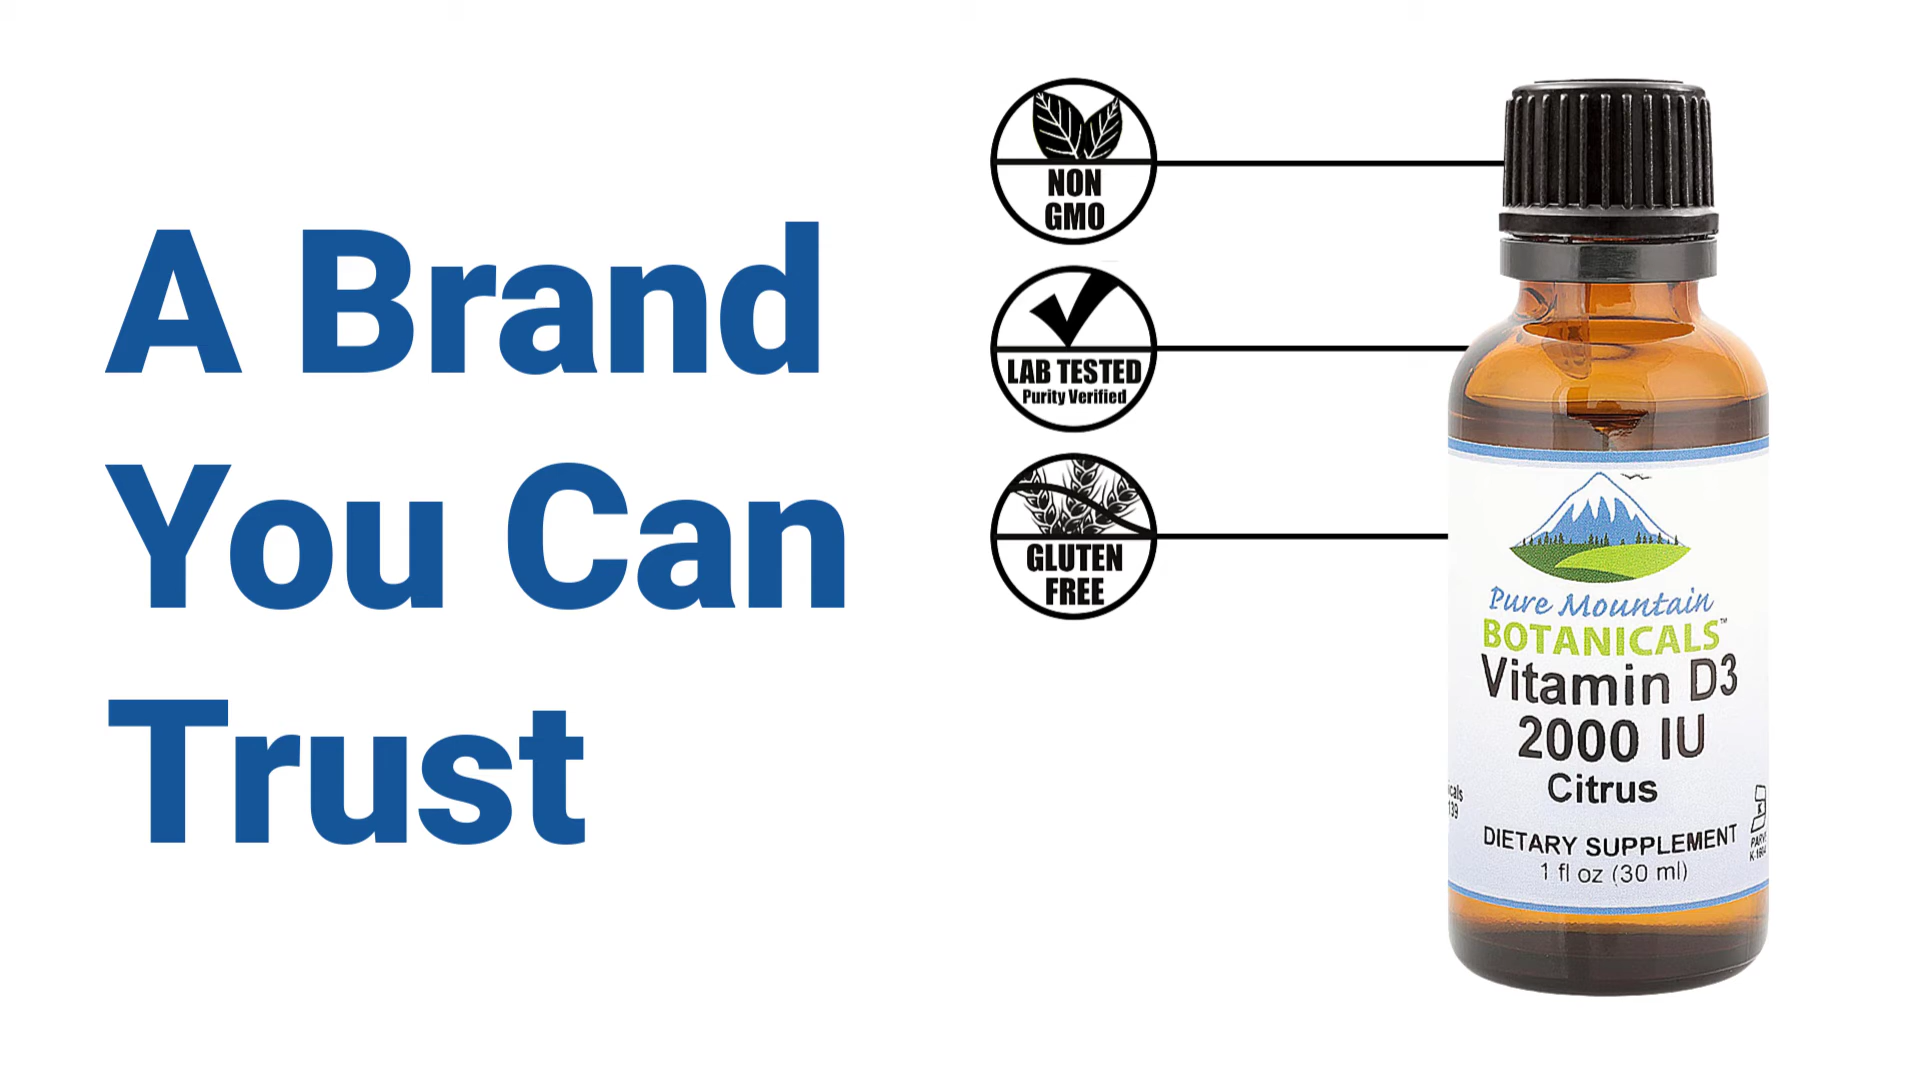 A Brand
You Can
Trust
NON
GMO
LAB TESTED
Purity Verified
GLUTEN
FREE
Pure Mountain
BOTANICALS™
Vitamin D3
2000 IU
Citrus
DIETARY SUPPLEMENT
1 fl oz (30 ml)